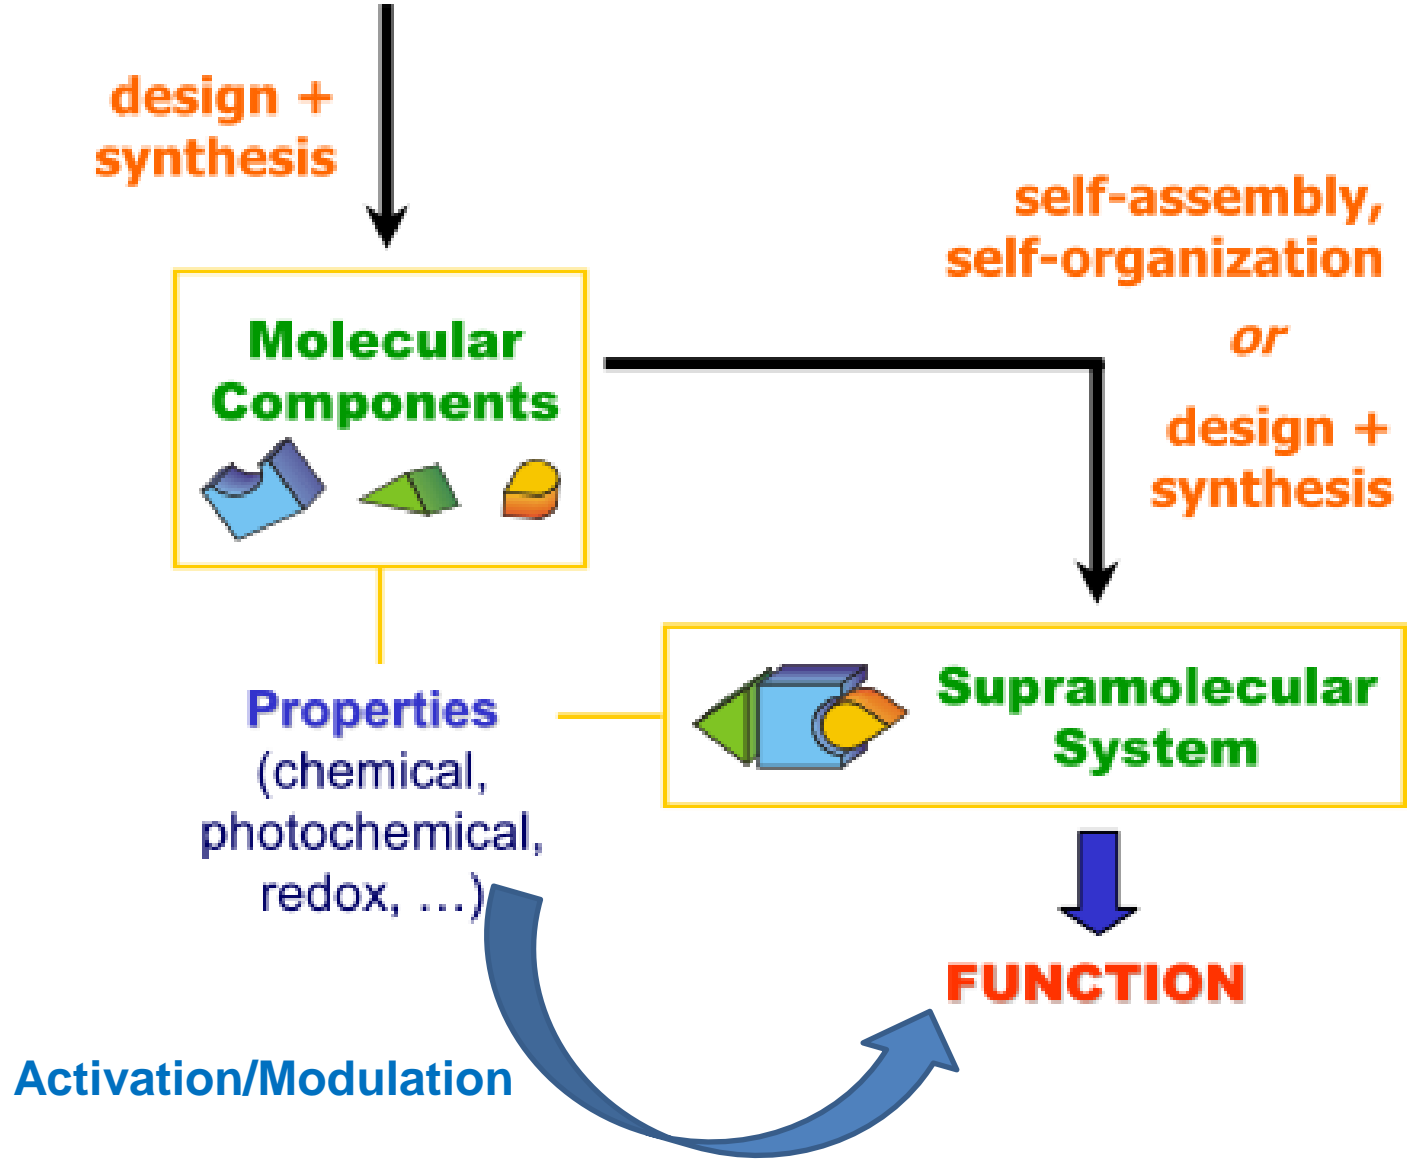 design +
synthesis
self-assembly,
self-organization
or
design +
synthesis
Molecular
Components
Supramolecular
System
Properties
(chemical,
photochemical,
redox, …)
FUNCTION
Activation/Modulation